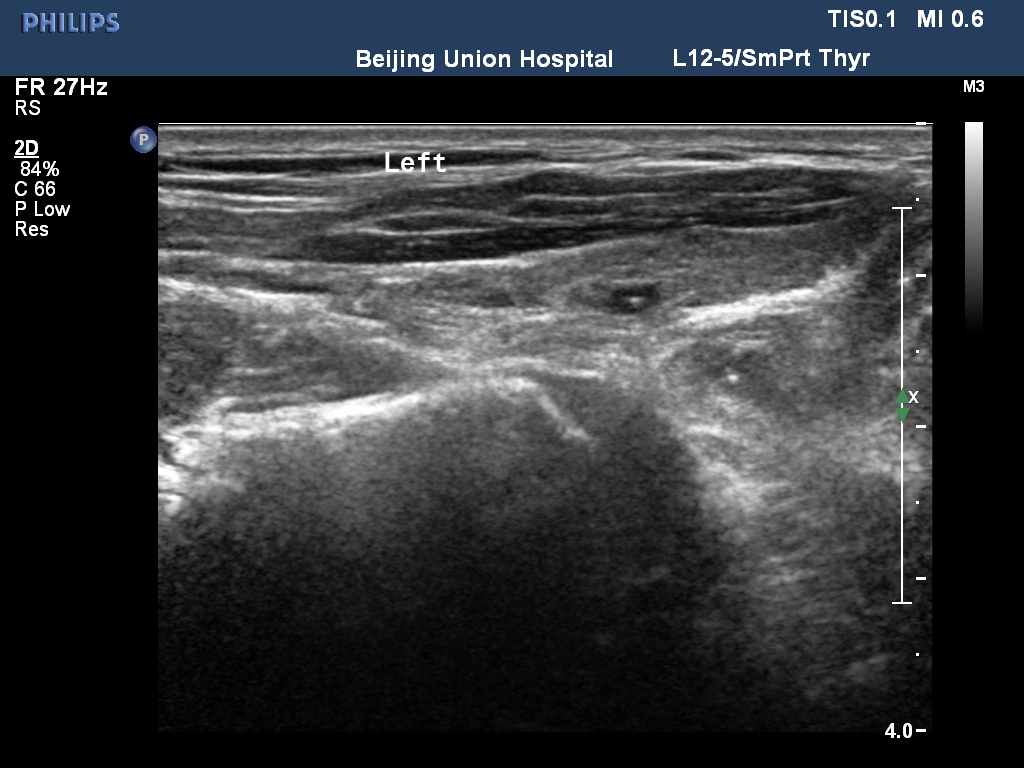 PHILIPS
TIS0.1 MI 0.6
Beijing Union Hospital L12-5/SmPrt Thyr
FR 27Hz
RS
M3
P
2D
84%
C 66
P Low
Res
Left
X
4.0